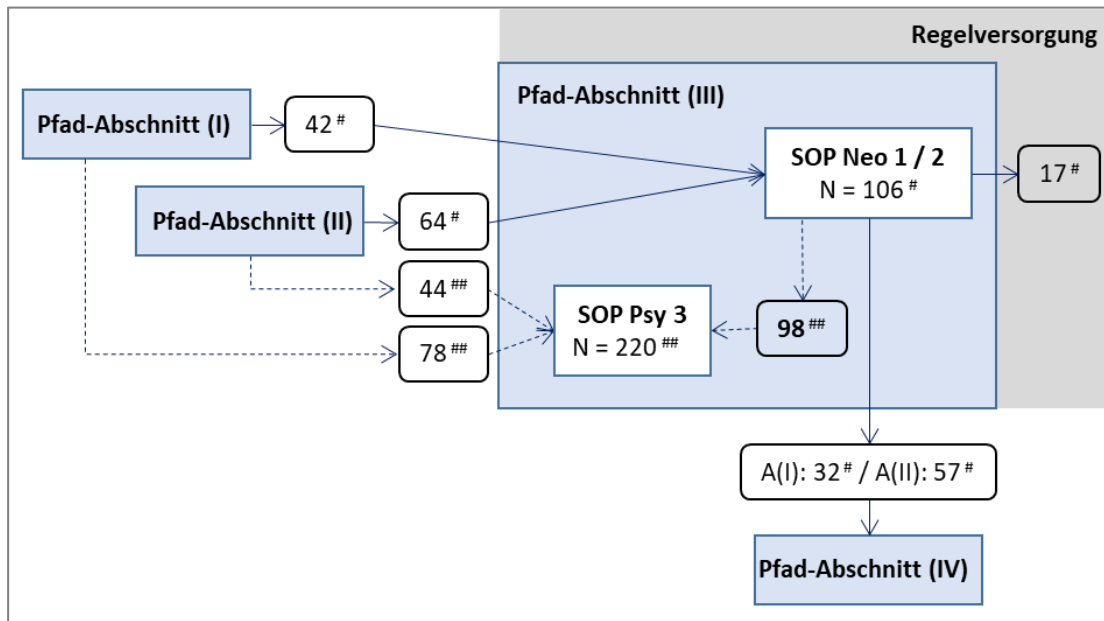 Regelversorgung
Pfad-Abschnitt (III)
Pfad-Abschnitt (I)
42 #
SOP Neo 1 / 2
N = 106 #
17 #
Pfad-Abschnitt (II)
64 #
44 ##
SOP Psy 3
N = 220 ##
98 ##
78 ##
A(I): 32 # / A(II): 57 #
Pfad-Abschnitt (IV)